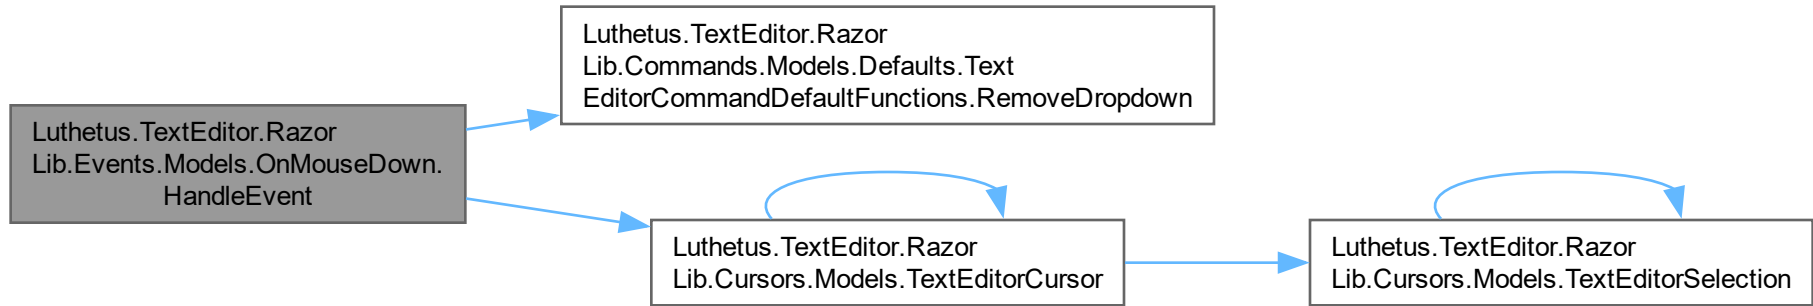 Luthetus.TextEditor.Razor
Lib.Events.Models.OnMouseDown.
HandleEvent
Luthetus.TextEditor.Razor
Lib.Commands.Models.Defaults.Text
EditorCommandDefaultFunctions.RemoveDropdown
Luthetus.TextEditor.Razor
Lib.Cursors.Models.TextEditorCursor
Luthetus.TextEditor.Razor
Lib.Cursors.Models.TextEditorSelection